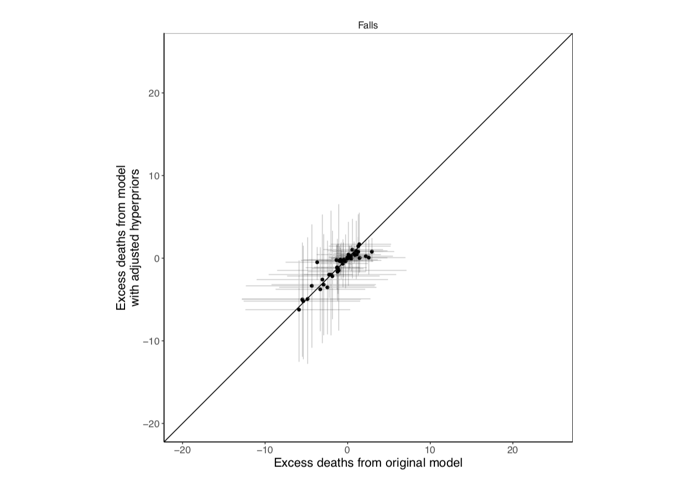 Falls
Excess deaths from model
with adjusted hyperpriors
20
10
0
−10
−20
−20
−10
0
10
20
Excess deaths from original model